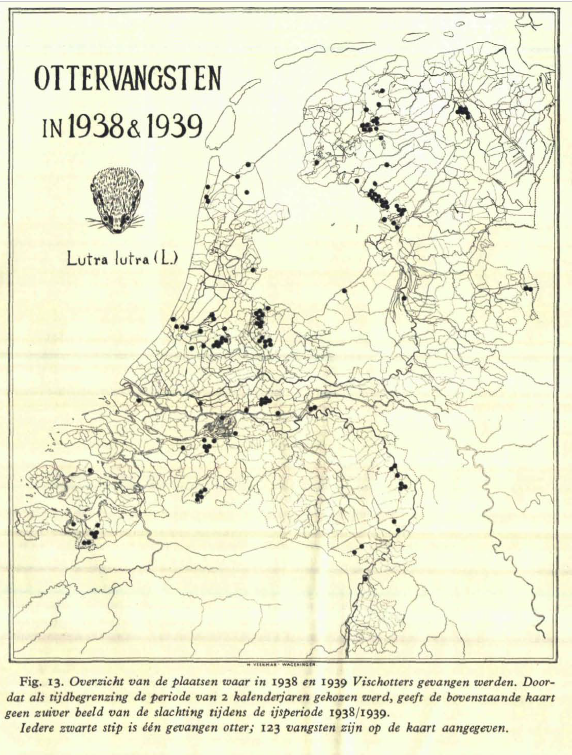 OTTERVANGSTEN
IN 1938 & 1939
Lutra lutra (L.)
H VEENMAN · WAGENINGEN
Fig. 13. Overzicht van de plaatsen waar in 1938 en 1939 Vischotters gevangen werden. Door-
dat als tijdbegrenzing de periode van 2 kalenderjaren gekozen werd, geeft de bovenstaande kaart
geen zuiver beeld van de slachting tijdens de ijsperiode 1938/1939.
Iedere zwarte stip is één gevangen otter; 123 vangsten zijn op de kaart aangegeven.